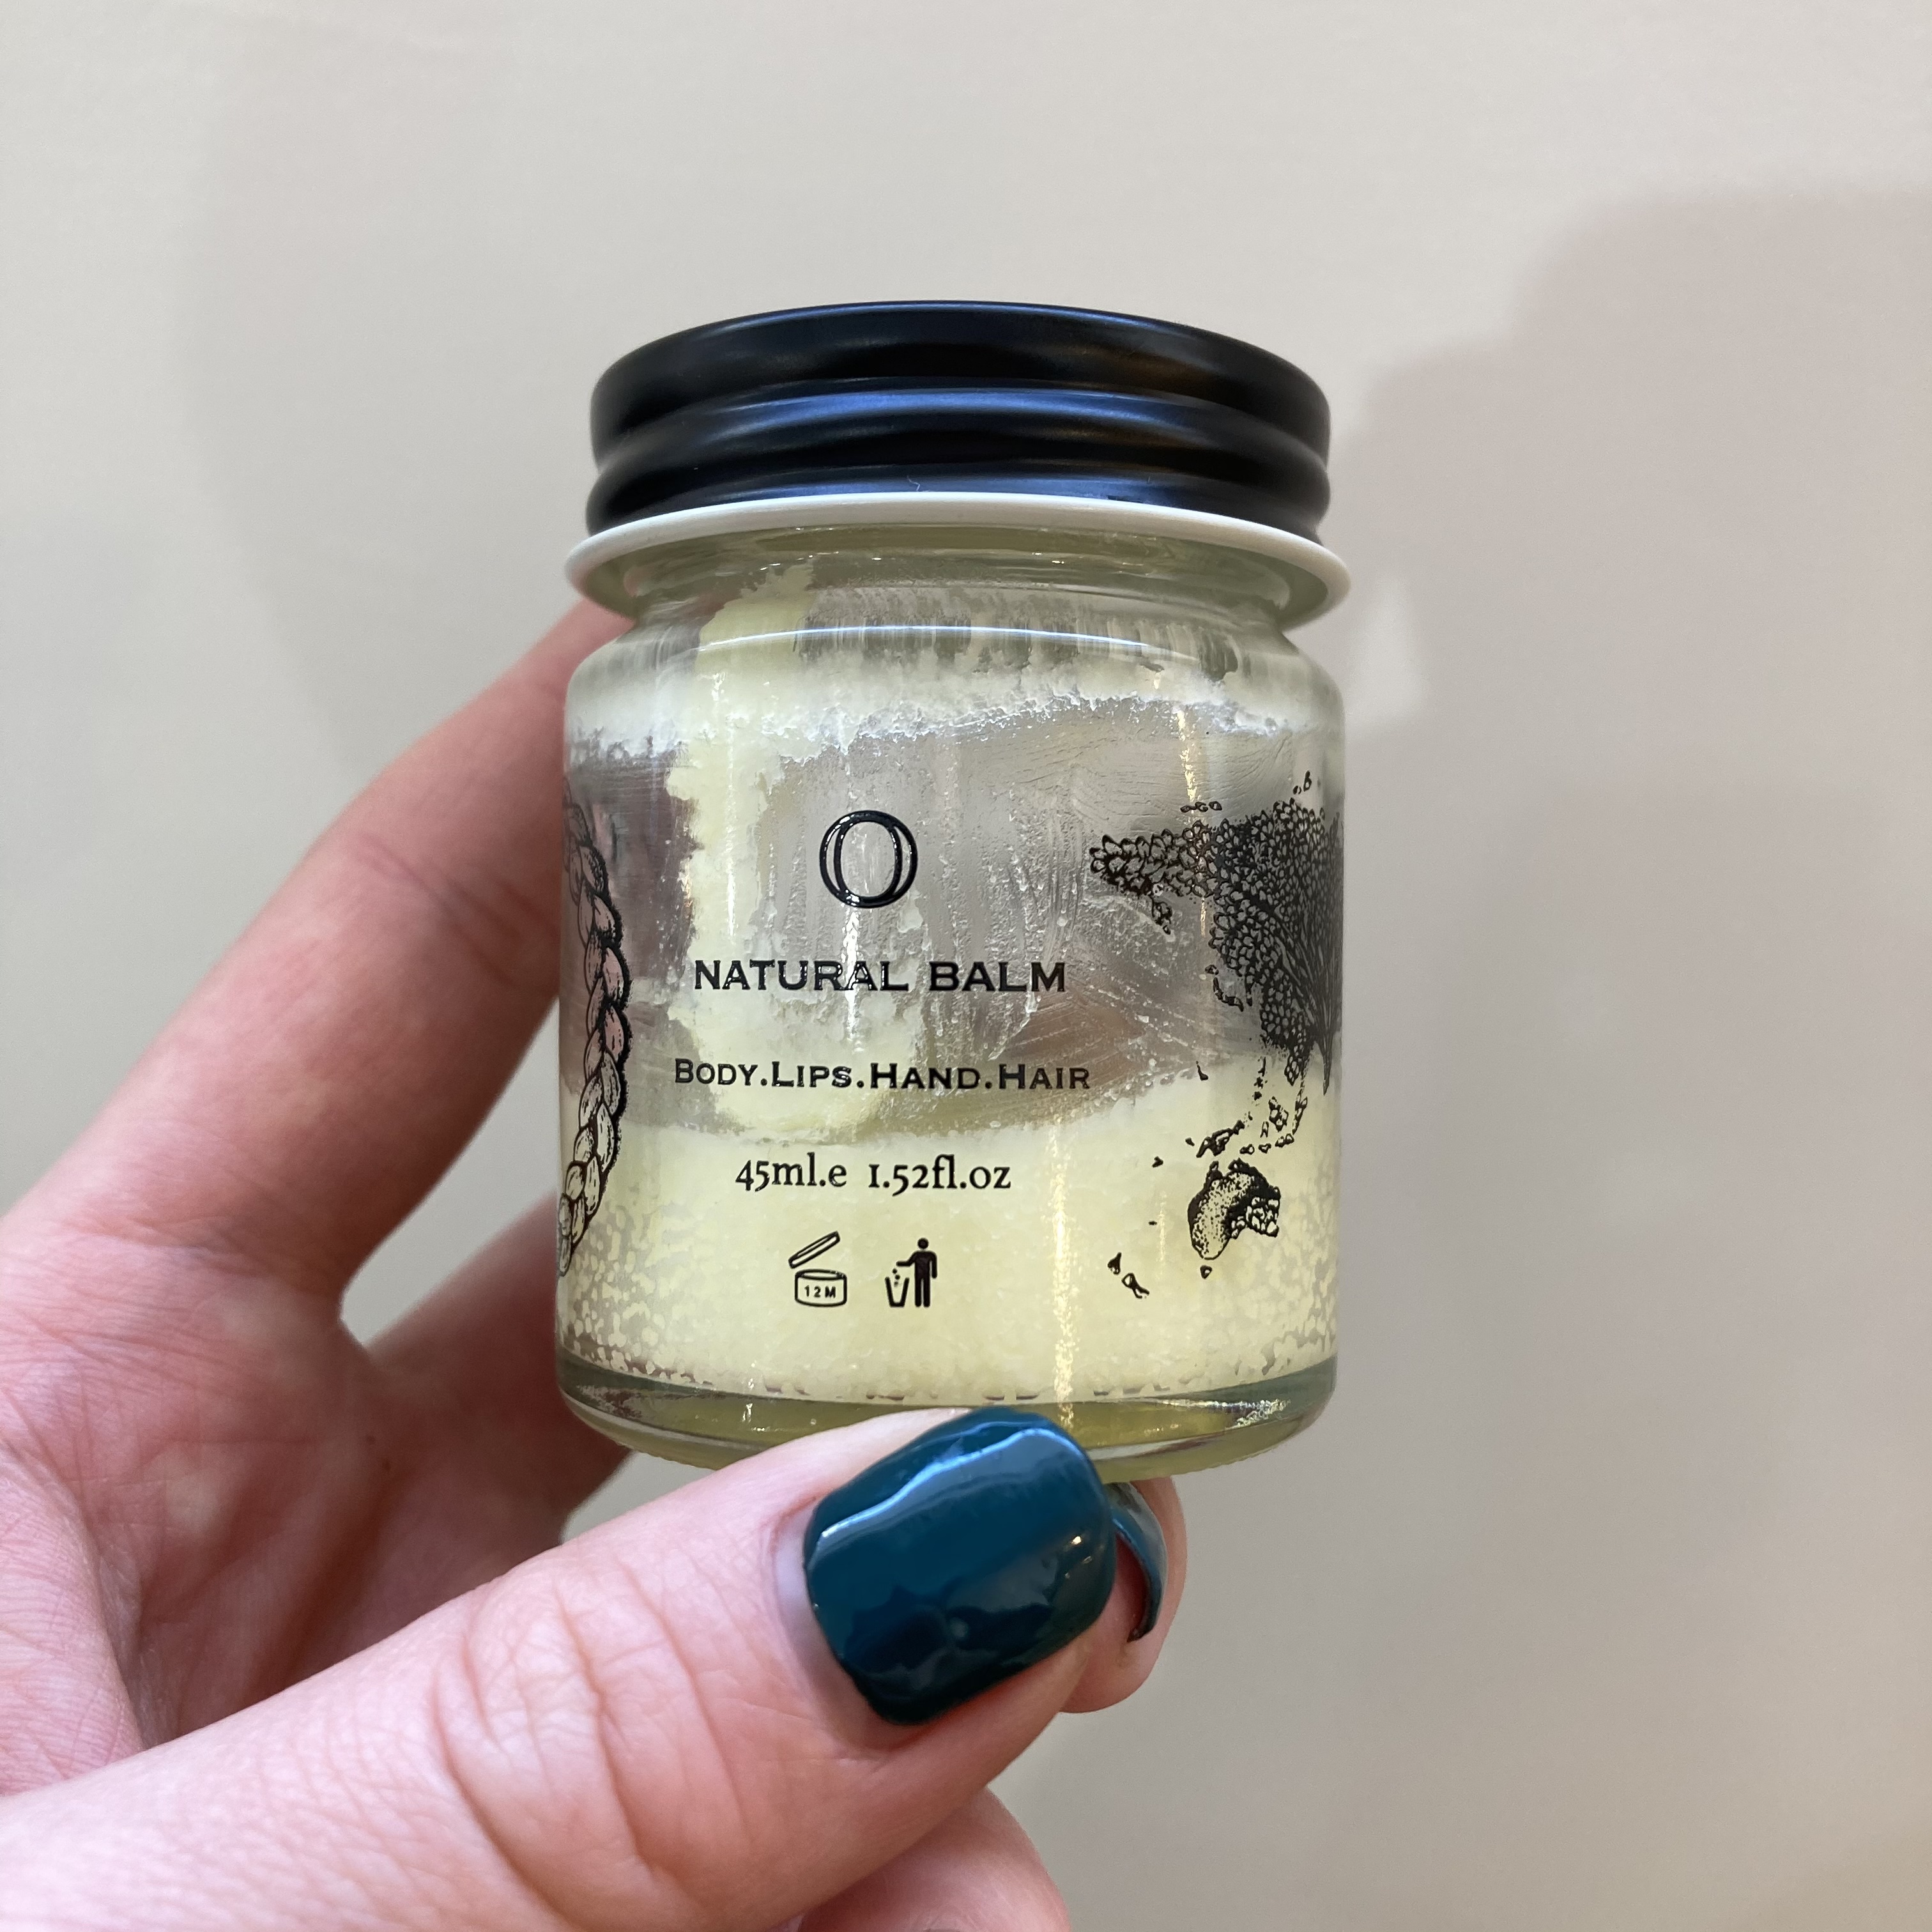 O
NATURAL BALM
BODY.LIPS.HAND.HAIR
45ml.e 1.52fl.oz
12M